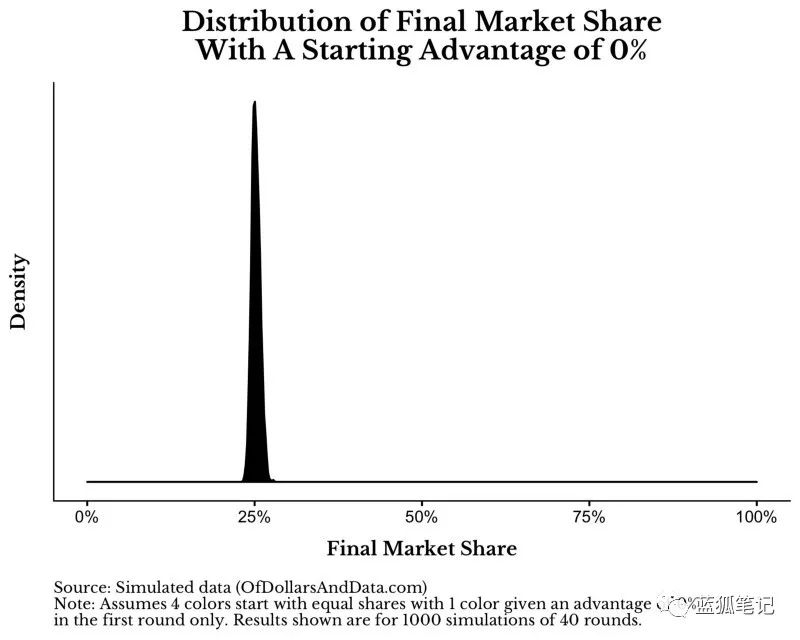 Distribution of Final Market Share
With A Starting Advantage of 0%
Density
0%
25%
50%
75%
100%
Final Market Share
Source: Simulated data (OfDollarsAndData.com)
Note: Assumes 4 colors start with equal shares with 1 color given an advantage
in the first round only. Results shown are for 1000 simulations of 40 rounds.
蓝狐笔记